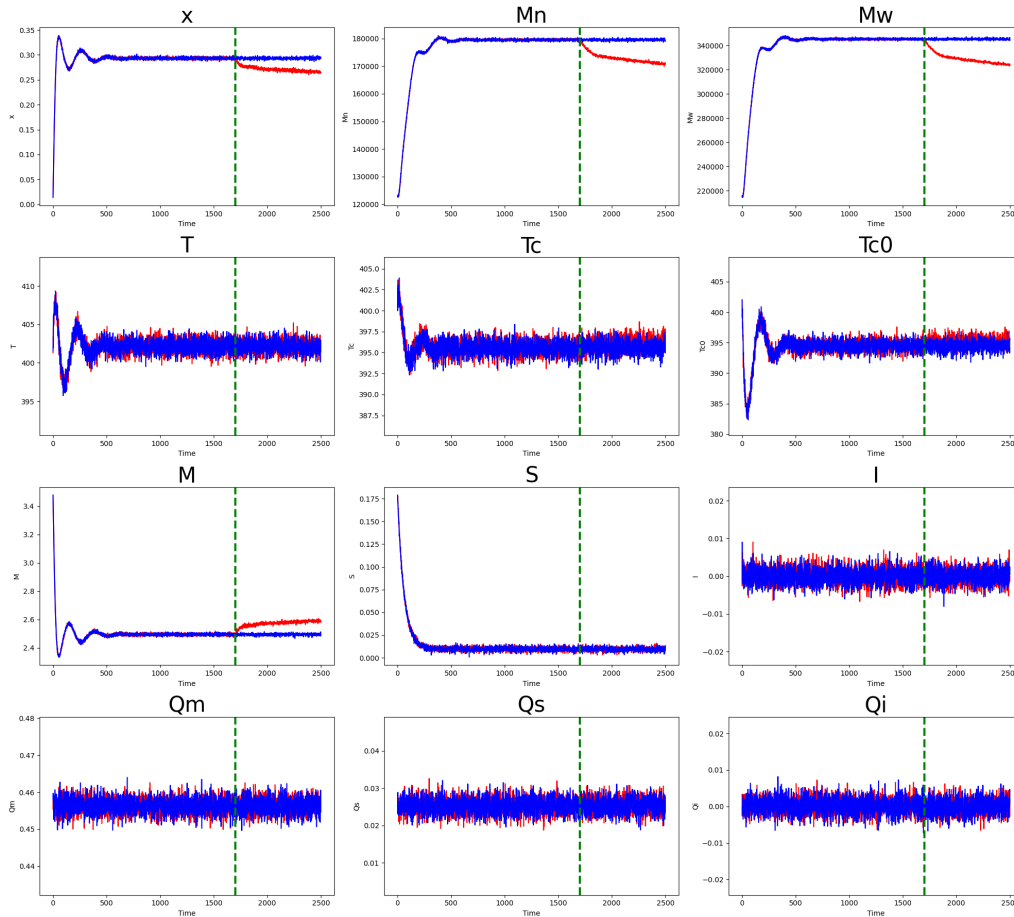 x
0.35
0.30
0.25
0.20
0.15
0.10
0.05
0.00
x
0 500 1000 1500 2000 2500
Time
Mn
180000
170000
160000
150000
140000
130000
120000
Mn
0 500 1000 1500 2000 2500
Time
Mw
340000
320000
300000
280000
260000
240000
220000
Mw
0 500 1000 1500 2000 2500
Time
T
410
405
400
395
T
0 500 1000 1500 2000 2500
Time
Tc
405.0
402.5
400.0
397.5
395.0
392.5
390.0
387.5
Tc
0 500 1000 1500 2000 2500
Time
Tc0
405
400
395
390
385
380
Tc0
0 500 1000 1500 2000 2500
Time
M
3.4
3.2
3.0
2.8
2.6
2.4
M
0 500 1000 1500 2000 2500
Time
S
0.175
0.150
0.125
0.100
0.075
0.050
0.025
0.000
S
0 500 1000 1500 2000 2500
Time
I
0.02
0.01
0.00
−0.01
−0.02
I
0 500 1000 1500 2000 2500
Time
Qm
0.48
0.47
0.46
0.45
0.44
Qm
0 500 1000 1500 2000 2500
Time
Qs
0.04
0.03
0.02
0.01
Qs
0 500 1000 1500 2000 2500
Time
Qi
0.02
0.01
0.00
−0.01
−0.02
Qi
0 500 1000 1500 2000 2500
Time